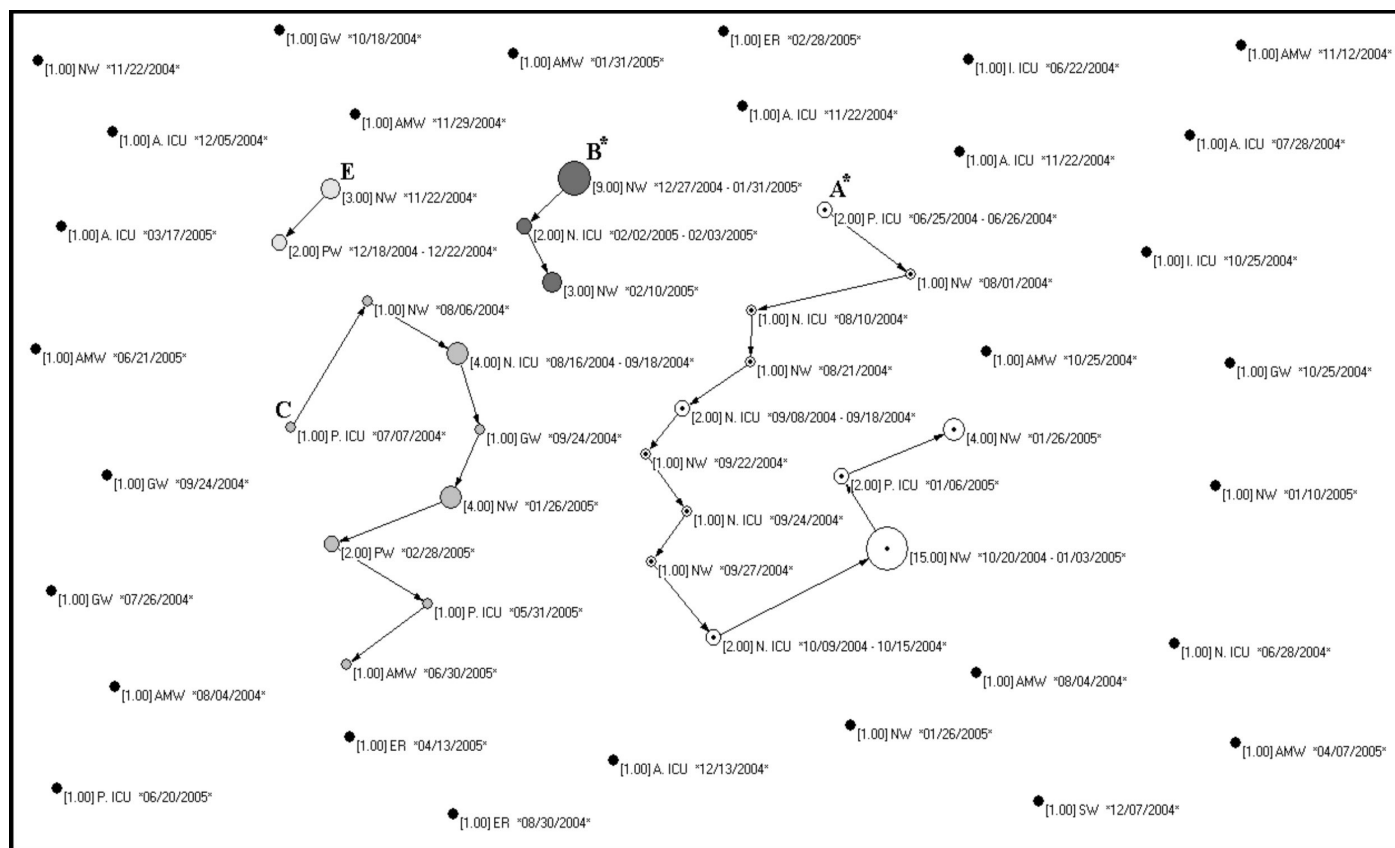 [1.00] GW *10/18/2004*
[1.00] ER *02/28/2005*
[1.00] AMW *11/12/2004*
[1.00] AMW *01/31/2005*
[1.00] I. ICU *06/22/2004*
[1.00] NW *11/22/2004*
[1.00] A. ICU *11/22/2004*
[1.00] AMW *11/29/2004*
[1.00] A. ICU *12/05/2004*
[1.00] A. ICU *07/28/2004*
B*
[1.00] A. ICU *11/22/2004*
E
[9.00] NW *12/27/2004 - 01/31/2005*
A*
[3.00] NW *11/22/2004*
[2.00] P. ICU *06/25/2004 - 06/26/2004*
[1.00] A. ICU *03/17/2005*
[2.00] N. ICU *02/02/2005 - 02/03/2005*
[2.00] PW *12/18/2004 - 12/22/2004*
[1.00] I. ICU *10/25/2004*
[1.00] NW *08/01/2004*
[3.00] NW *02/10/2005*
[1.00] NW *08/06/2004*
[1.00] N. ICU *08/10/2004*
[1.00] AMW *06/21/2005*
[4.00] N. ICU *08/16/2004 - 09/18/2004*
[1.00] AMW *10/25/2004*
[1.00] NW *08/21/2004*
[1.00] GW *10/25/2004*
C
[2.00] N. ICU *09/08/2004 - 09/18/2004*
[1.00] P. ICU *07/07/2004*
[1.00] GW *09/24/2004*
[4.00] NW *01/26/2005*
[1.00] NW *09/22/2004*
[1.00] GW *09/24/2004*
[2.00] P. ICU *01/06/2005*
[1.00] NW *01/10/2005*
[4.00] NW *01/26/2005*
[1.00] N. ICU *09/24/2004*
[2.00] PW *02/28/2005*
[15.00] NW *10/20/2004 - 01/03/2005*
[1.00] NW *09/27/2004*
[1.00] GW *07/26/2004*
[1.00] P. ICU *05/31/2005*
[2.00] N. ICU *10/09/2004 - 10/15/2004*
[1.00] N. ICU *06/28/2004*
[1.00] AMW *06/30/2005*
[1.00] AMW *08/04/2004*
[1.00] AMW *08/04/2004*
[1.00] NW *01/26/2005*
[1.00] ER *04/13/2005*
[1.00] AMW *04/07/2005*
[1.00] A. ICU *12/13/2004*
[1.00] P. ICU *06/20/2005*
[1.00] SW *12/07/2004*
[1.00] ER *08/30/2004*